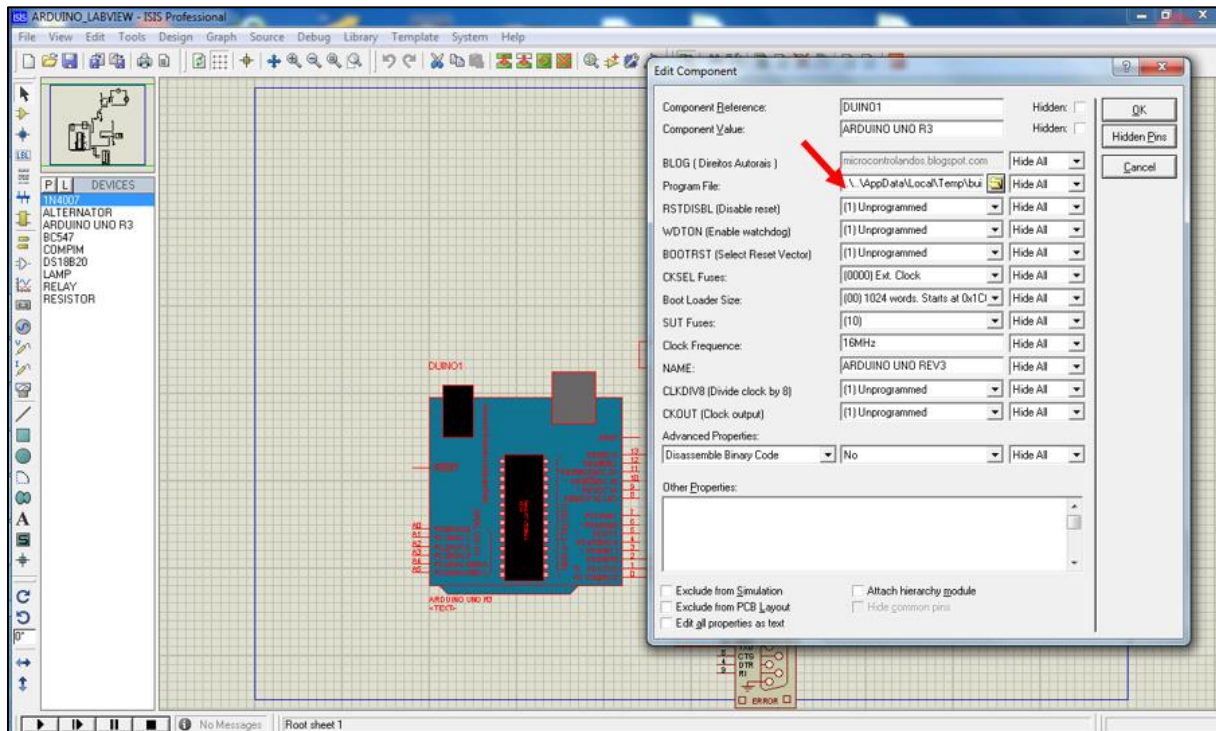 ARDUINO_LABVIEW - ISIS Professional
File View Edit Tools Design Graph Source Debug Library Template System Help
LBL
P L DEVICES
1N4007
ALTERNATOR
ARDUINO UNO R3
BC547
COMPIM
DS18B20
LAMP
RELAY
RESISTOR
0°
DUINO1
A0
A1
A2
A3
A4
A5
ARDUINO UNO R3
<TEXT>
CTS
DTR
RI
ERROR
Edit Component
Component Reference: DUINO1 Hidden:
Component Value: ARDUINO UNO R3 Hidden:
BLOG ( Direitos Autorais ) microcontrolandos.blogspot.com Hide All
Program File: ..\..\AppData\Local\Temp\bui Hide All
RSTDISBL (Disable reset) (1) Unprogrammed Hide All
WDTON (Enable watchdog) (1) Unprogrammed Hide All
BOOTRST (Select Reset Vector) (1) Unprogrammed Hide All
CKSEL Fuses: (0000) Ext. Clock Hide All
Boot Loader Size: (00) 1024 words. Starts at 0x1C Hide All
SUT Fuses: (10) Hide All
Clock Frequence: 16MHz Hide All
NAME: ARDUINO UNO REV3 Hide All
CLKDIV8 (Divide clock by 8) (1) Unprogrammed Hide All
CKOUT (Clock output) (1) Unprogrammed Hide All
Advanced Properties:
Disassemble Binary Code No Hide All
Other Properties:
Exclude from Simulation Attach hierarchy module
Exclude from PCB Layout Hide common pins
Edit all properties as text
OK
Hidden Pins
Cancel
No Messages Root sheet 1